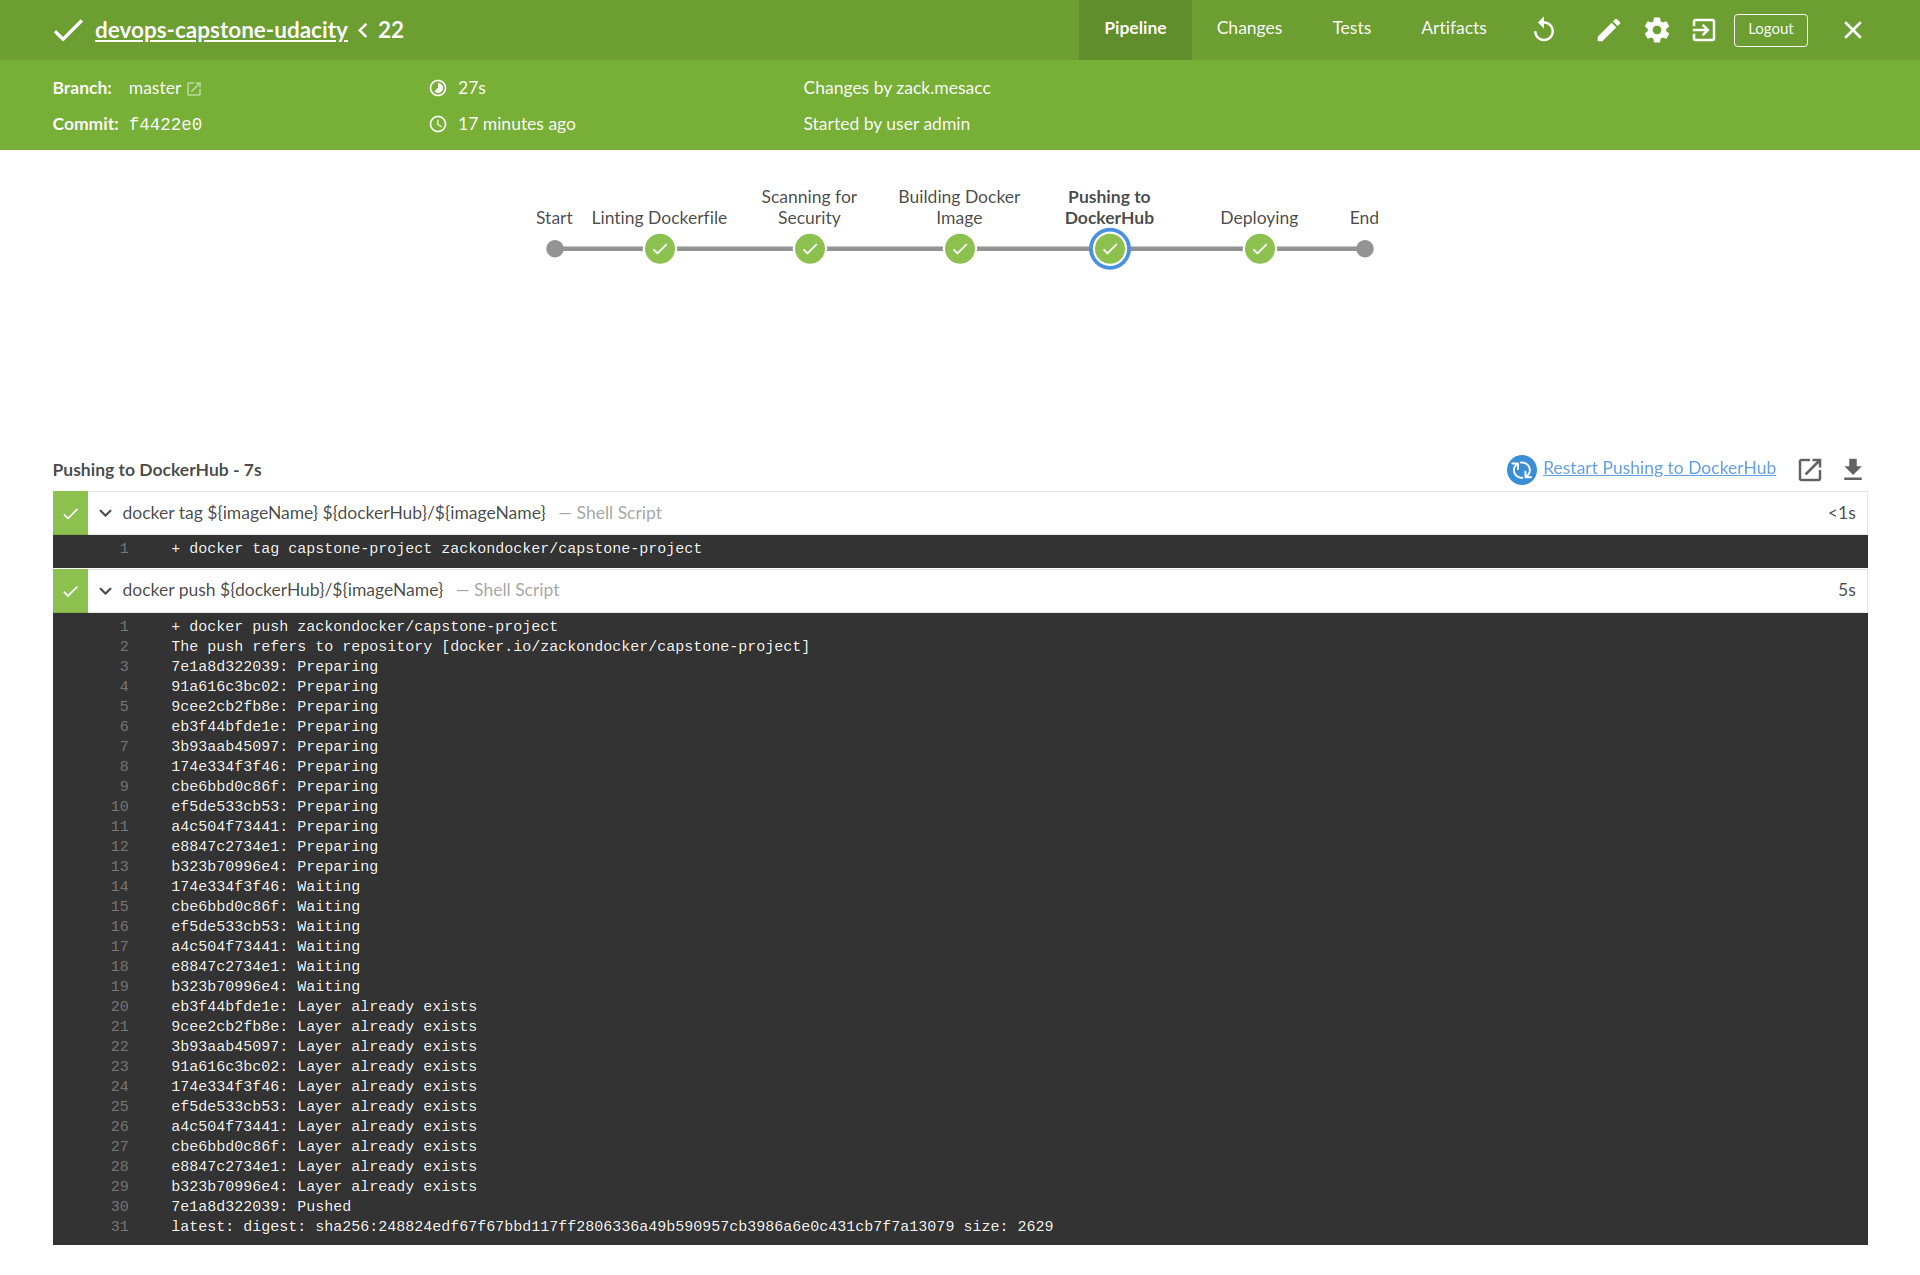 devops-capstone-udacity < 22
Pipeline
Changes
Tests
Artifacts
Logout
Branch: master
27s
Changes by zack.mesacc
Commit: f4422e0
17 minutes ago
Started by user admin
Start
Linting Dockerfile
Scanning for
Security
Building Docker
Image
Pushing to
DockerHub
Deploying
End
Pushing to DockerHub - 7s
Restart Pushing to DockerHub
docker tag ${imageName} ${dockerHub}/${imageName} — Shell Script <1s
1 + docker tag capstone-project zackondocker/capstone-project
docker push ${dockerHub}/${imageName} — Shell Script 5s
1 + docker push zackondocker/capstone-project
2 The push refers to repository [docker.io/zackondocker/capstone-project]
3 7e1a8d322039: Preparing
4 91a616c3bc02: Preparing
5 9cee2cb2fb8e: Preparing
6 eb3f44bfde1e: Preparing
7 3b93aab45097: Preparing
8 174e334f3f46: Preparing
9 cbe6bbd0c86f: Preparing
10 ef5de533cb53: Preparing
11 a4c504f73441: Preparing
12 e8847c2734e1: Preparing
13 b323b70996e4: Preparing
14 174e334f3f46: Waiting
15 cbe6bbd0c86f: Waiting
16 ef5de533cb53: Waiting
17 a4c504f73441: Waiting
18 e8847c2734e1: Waiting
19 b323b70996e4: Waiting
20 eb3f44bfde1e: Layer already exists
21 9cee2cb2fb8e: Layer already exists
22 3b93aab45097: Layer already exists
23 91a616c3bc02: Layer already exists
24 174e334f3f46: Layer already exists
25 ef5de533cb53: Layer already exists
26 a4c504f73441: Layer already exists
27 cbe6bbd0c86f: Layer already exists
28 e8847c2734e1: Layer already exists
29 b323b70996e4: Layer already exists
30 7e1a8d322039: Pushed
31 latest: digest: sha256:248824edf67f67bbd117ff2806336a49b590957cb3986a6e0c431cb7f7a13079 size: 2629